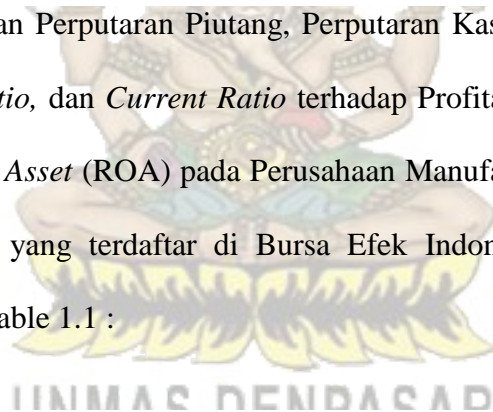 an Perputaran Piutang, Perputaran Kas
tio, dan Current Ratio terhadap Profita
Asset (ROA) pada Perusahaan Manufa
yang terdaftar di Bursa Efek Indon
able 1.1 :
UNMAS DENPASAR